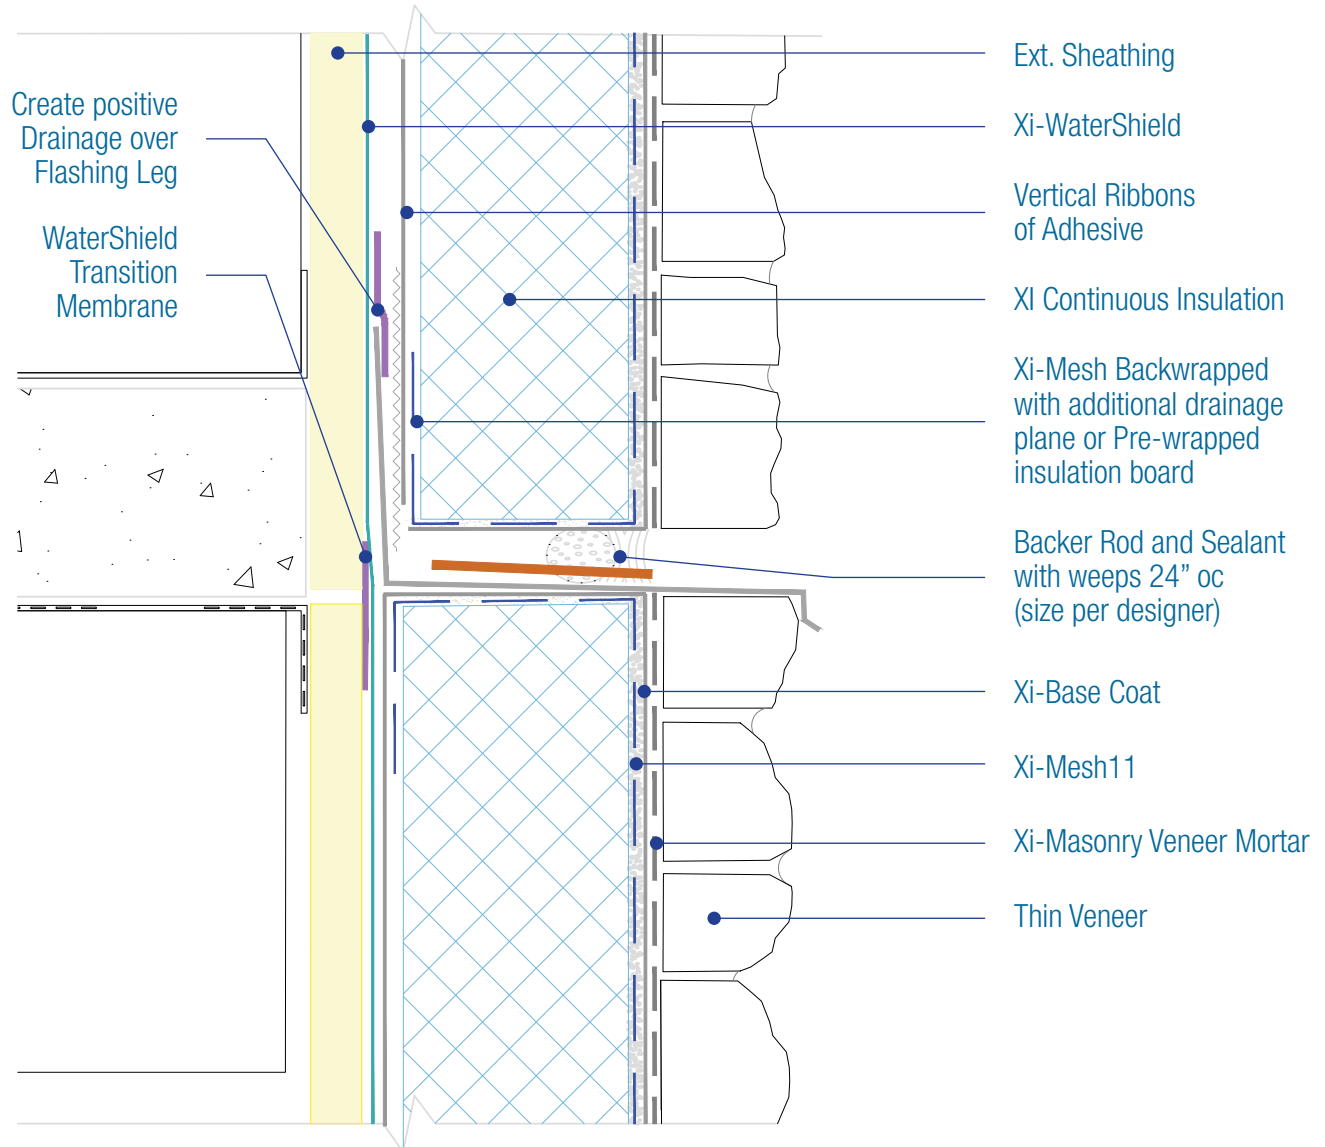 Create positive
Drainage over
Flashing Leg
WaterShield
Transition
Membrane
Ext. Sheathing
Xi-WaterShield
Vertical Ribbons
of Adhesive
XI Continuous Insulation
Xi-Mesh Backwrapped
with additional drainage
plane or Pre-wrapped
insulation board
Backer Rod and Sealant
with weeps 24” oc
(size per designer)
Xi-Base Coat
Xi-Mesh11
Xi-Masonry Veneer Mortar
Thin Veneer